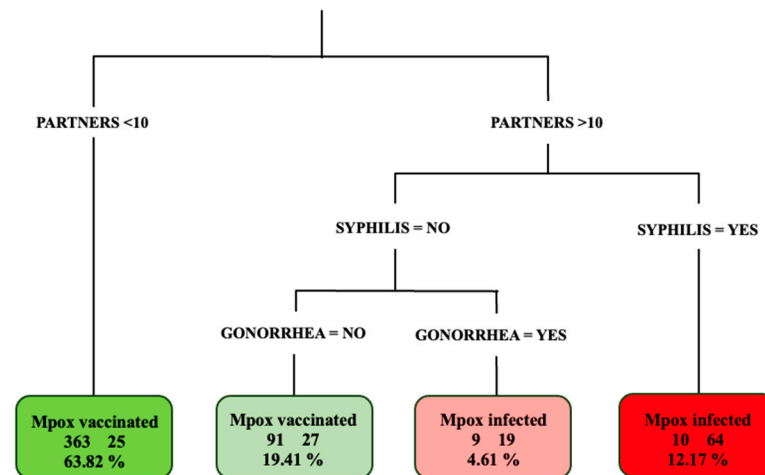 PARTNERS <10
PARTNERS >10
SYPHILIS = NO
SYPHILIS = YES
GONORRHEA = NO
GONORRHEA = YES
Mpox vaccinated
363 25
63.82 %
Mpox vaccinated
91 27
19.41 %
Mpox infected
9 19
4.61 %
Mpox infected
10 64
12.17 %